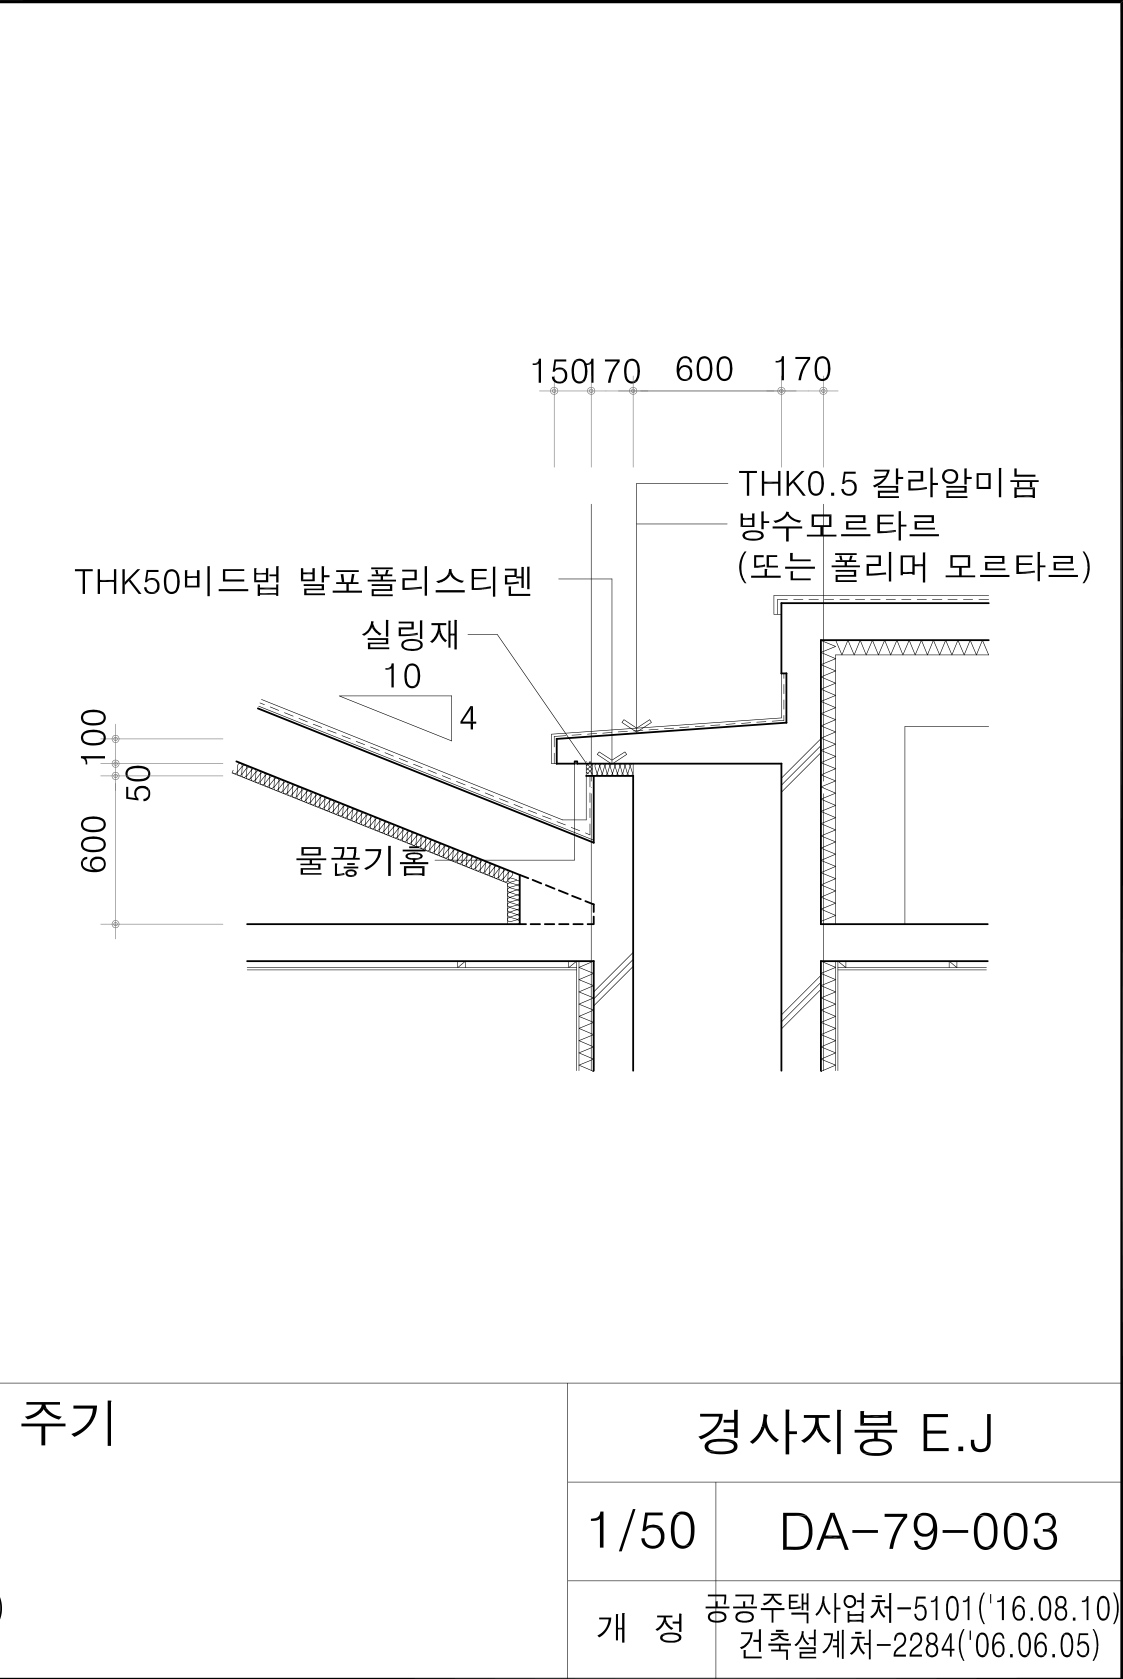 150 170 600 170
THK0.5 칼라알미늄
방수모르타르
(또는 폴리머 모르타르)
THK50비드법 발포폴리스티렌
실링재
10
4
100
50
600
물끊기홈
주기
경사지붕 E.J
1/50
DA-79-003
)
개 정
공공주택사업처-5101('16.08.10)
건축설계처-2284('06.06.05)